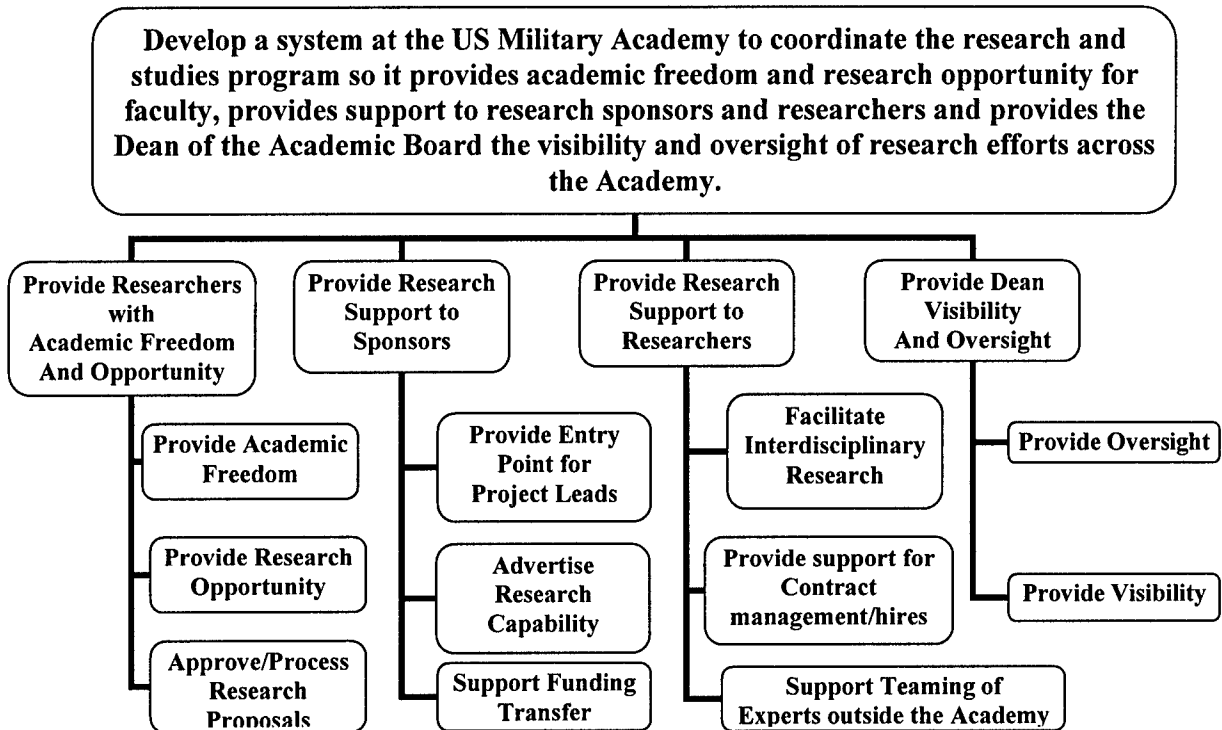 Develop a system at the US Military Academy to coordinate the research and
studies program so it provides academic freedom and research opportunity for
faculty, provides support to research sponsors and researchers and provides the
Dean of the Academic Board the visibility and oversight of research efforts across
the Academy.
Provide Researchers
with
Academic Freedom
And Opportunity
Provide Academic
Freedom
Provide Research
Opportunity
Approve/Process
Research
Proposals
Provide Research
Support to
Sponsors
Provide Entry
Point for
Project Leads
Advertise
Research
Capability
Support Funding
Transfer
Provide Research
Support to
Researchers
Facilitate
Interdisciplinary
Research
Provide support for
Contract
management/hires
Support Teaming of
Experts outside the Academy
Provide Dean
Visibility
And Oversight
Provide Oversight
Provide Visibility